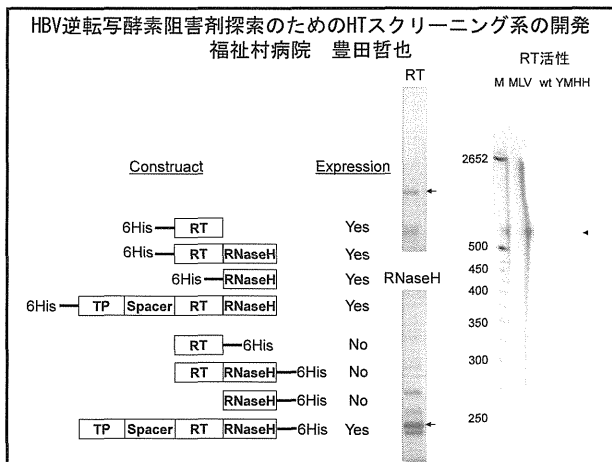 HBV逆転写酵素阻害剤探索のためのHTスクリーニング系の開発
福祉村病院 豊田哲也
RT
RT活性
M MLV wt YMHH
Construact
Expression
6His RT Yes
6His RT RNaseH Yes
6His RNaseH Yes
6His TP Spacer RT RNaseH Yes
RT 6His No
RT RNaseH 6His No
RNaseH 6His No
TP Spacer RT RNaseH 6His Yes
RNaseH
2652
500
450
400
350
300
250